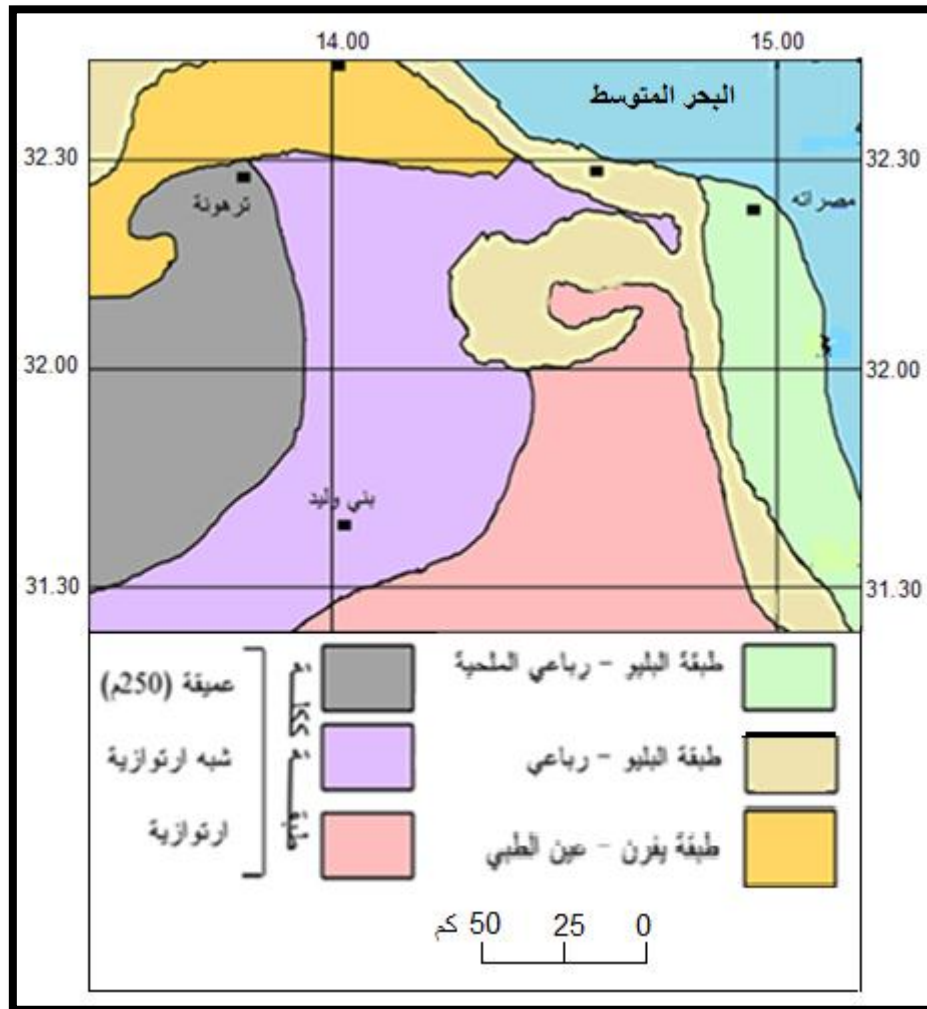 14.00 15.00
البحر المتوسط
32.30 32.30
ترهونة
مصراته
32.00 32.00
بني وليد
31.30 31.30
طبقة البليو - رباعي الملحية
طبقة البليو - رباعي
طبقة يفرن - عين الطبي
عميقة (250م)
شبه ارتوازية
ارتوازية
0 25 50 كم